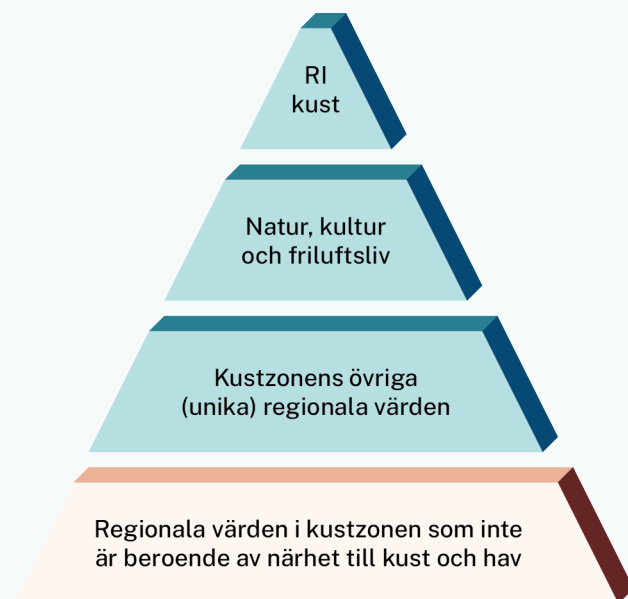 RI
kust
Natur, kultur
och friluftsliv
Kustzonens övriga
(unika) regionala värden
Regionala värden i kustzonen som inte
är beroende av närhet till kust och hav